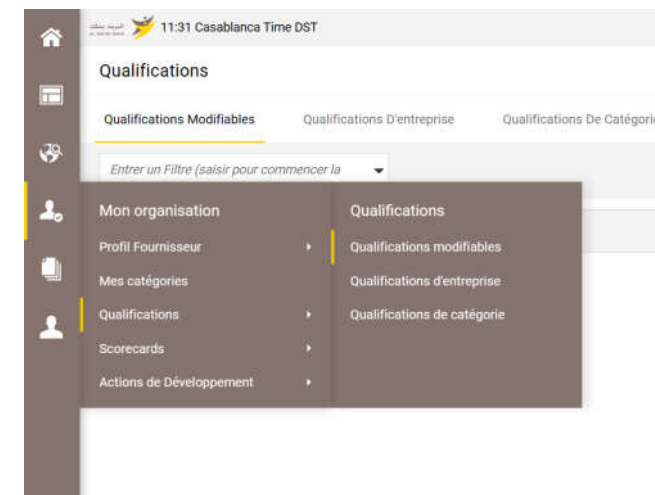 11:31 Casablanca Time DST
Qualifications
Qualifications Modifiables Qualifications D'entreprise Qualifications De Catégori
Entrer un Filtre (saisir pour commencer la
Mon organisation
Profil Fournisseur
Mes catégories
Qualifications
Scorecards
Actions de Développement
Qualifications
Qualifications modifiables
Qualifications d'entreprise
Qualifications de catégorie